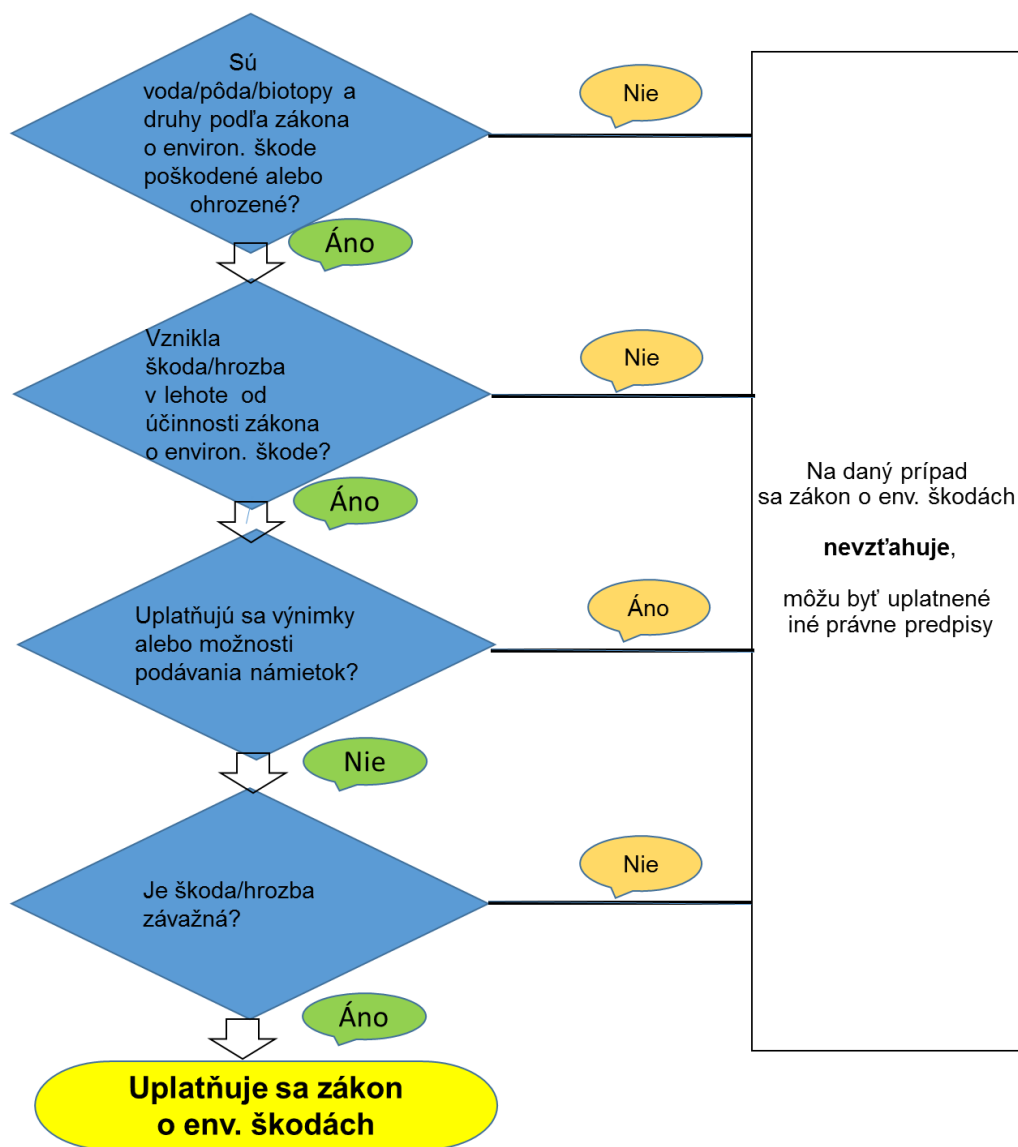 Sú
voda/pôda/biotopy a
druhy podľa zákona
o environ. škode
poškodené alebo
ohrozené?
Nie
Áno
Vznikla
škoda/hrozba
v lehote od
účinnosti zákona
o environ. škode?
Nie
Áno
Uplatňujú sa výnimky
alebo možnosti
podávania námietok?
Áno
Nie
Je škoda/hrozba
závažná?
Nie
Áno
Uplatňuje sa zákon
o env. škodách
Na daný prípad
sa zákon o env. škodách
nevzťahuje,
môžu byť uplatnené
iné právne predpisy